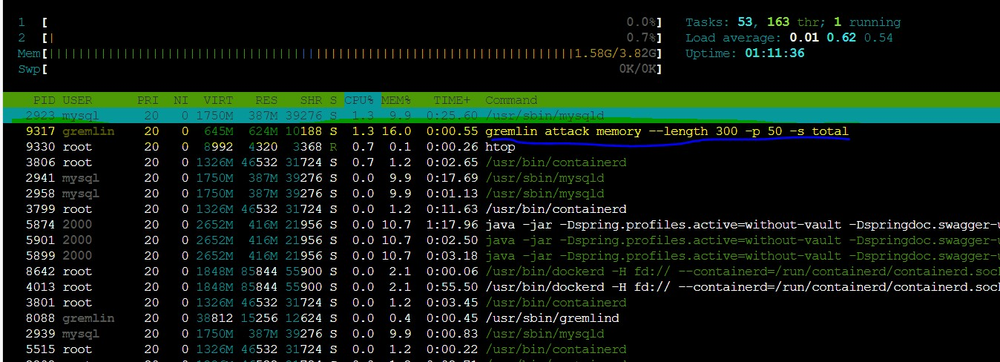 1 [ 0.0%] Tasks: 53, 163 thr; 1 running
2 [| 0.7%] Load average: 0.01 0.62 0.54
Mem[||||||||||||||||||||||||||||||||||||||||||||||||||||||||||||||||||||||1.58G/3.82G] Uptime: 01:11:36
Swp[ 0K/0K]
PID USER PRI NI VIRT RES SHR S CPU% MEM% TIME+ Command
2923 mysql 20 0 1750M 387M 39276 S 1.3 9.9 0:25.60 /usr/sbin/mysqld
9317 gremlin 20 0 645M 624M 10188 S 1.3 16.0 0:00.55 gremlin attack memory --length 300 -p 50 -s total
9330 root 20 0 8992 4320 3368 R 0.7 0.1 0:00.26 htop
3806 root 20 0 1326M 46532 31724 S 0.7 1.2 0:02.65 /usr/bin/containerd
2941 mysql 20 0 1750M 387M 39276 S 0.0 9.9 0:17.69 /usr/sbin/mysqld
2958 mysql 20 0 1750M 387M 39276 S 0.0 9.9 0:01.13 /usr/sbin/mysqld
3799 root 20 0 1326M 46532 31724 S 0.0 1.2 0:11.63 /usr/bin/containerd
5874 2000 20 0 2652M 416M 21956 S 0.0 10.7 1:17.96 java -jar -Dspring.profiles.active=without-vault -Dspringdoc.swagger-u
5901 2000 20 0 2652M 416M 21956 S 0.0 10.7 0:02.50 java -jar -Dspring.profiles.active=without-vault -Dspringdoc.swagger-u
5899 2000 20 0 2652M 416M 21956 S 0.0 10.7 0:03.18 java -jar -Dspring.profiles.active=without-vault -Dspringdoc.swagger-u
8642 root 20 0 1848M 85844 55900 S 0.0 2.1 0:00.06 /usr/bin/dockerd -H fd:// --containerd=/run/containerd/containerd.sock
4013 root 20 0 1848M 85844 55900 S 0.0 2.1 0:55.50 /usr/bin/dockerd -H fd:// --containerd=/run/containerd/containerd.sock
3801 root 20 0 1326M 46532 31724 S 0.0 1.2 0:03.45 /usr/bin/containerd
8088 gremlin 20 0 38812 15256 12624 S 0.0 0.4 0:00.45 /usr/sbin/gremlind
2939 mysql 20 0 1750M 387M 39276 S 0.0 9.9 0:00.83 /usr/sbin/mysqld
5515 root 20 0 1326M 46532 31724 S 0.0 1.2 0:00.22 /usr/bin/containerd